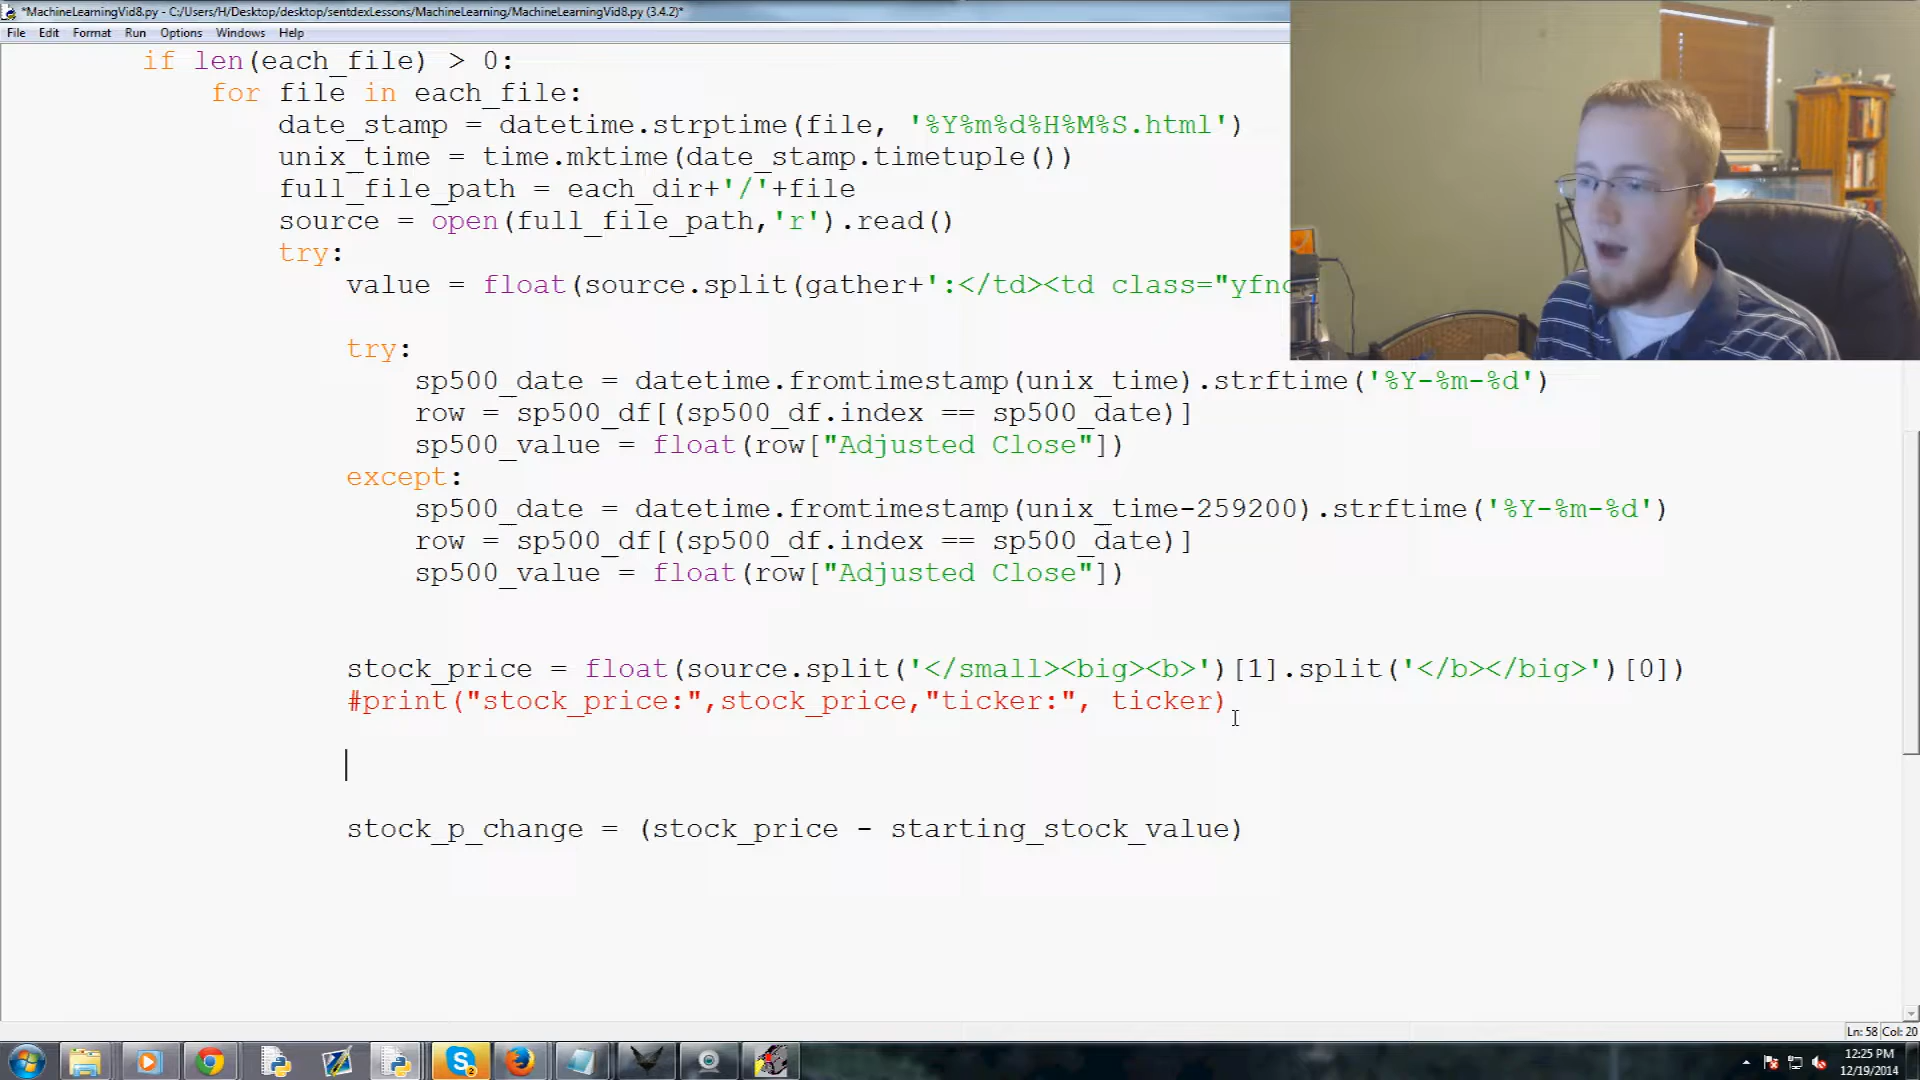 *MachineLearningVid8.py - C:/Users/H/Desktop/desktop/sentdexLessons/MachineLearning/MachineLearningVid8.py (3.4.2)*
File Edit Format Run Options Windows Help
if len(each_file) > 0:
for file in each_file:
date_stamp = datetime.strptime(file, '%Y%m%d%H%M%S.html')
unix_time = time.mktime(date_stamp.timetuple())
full_file_path = each_dir+'/'+file
source = open(full_file_path,'r').read()
try:
value = float(source.split(gather+':</td><td class="yfnc
try:
sp500_date = datetime.fromtimestamp(unix_time).strftime('%Y-%m-%d')
row = sp500_df[(sp500_df.index == sp500_date)]
sp500_value = float(row["Adjusted Close"])
except:
sp500_date = datetime.fromtimestamp(unix_time-259200).strftime('%Y-%m-%d')
row = sp500_df[(sp500_df.index == sp500_date)]
sp500_value = float(row["Adjusted Close"])
stock_price = float(source.split('</small><big><b>')[1].split('</b></big>')[0])
#print("stock_price:",stock_price,"ticker:", ticker)
stock_p_change = (stock_price - starting_stock_value)
Ln: 58 Col: 20
12:25 PM
12/19/2014